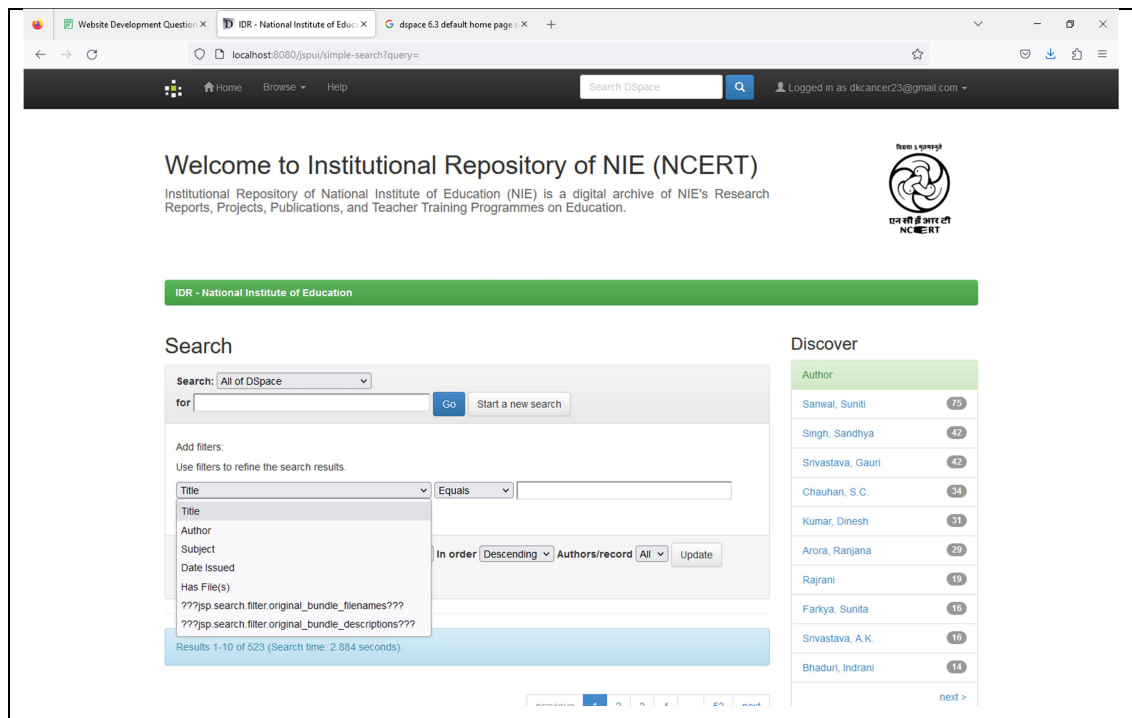 Website Development Question
IDR - National Institute of Educ
dspace 6.3 default home page s
localhost:8080/jspui/simple-search?query=
Home Browse Help
Search DSpace
Logged in as dkcancer23@gmail.com
Welcome to Institutional Repository of NIE (NCERT)
Institutional Repository of National Institute of Education (NIE) is a digital archive of NIE's Research
Reports, Projects, Publications, and Teacher Training Programmes on Education.
एन सी ई आर टी
NCERT
IDR - National Institute of Education
Search
Search: All of DSpace
for Go Start a new search
Add filters:
Use filters to refine the search results.
Title Equals
Title
Author
Subject
Date Issued
Has File(s)
???jsp.search.filter.original_bundle_filenames???
???jsp.search.filter.original_bundle_descriptions???
In order Descending Authors/record All Update
Results 1-10 of 523 (Search time: 2.884 seconds).
previous 1 2 3 4 ... 53 next
Discover
Author
Sanwal, Suniti 75
Singh, Sandhya 42
Srivastava, Gauri 42
Chauhan, S.C. 34
Kumar, Dinesh 31
Arora, Ranjana 29
Rajrani 19
Farkya, Sunita 16
Srivastava, A.K. 16
Bhaduri, Indrani 14
next >